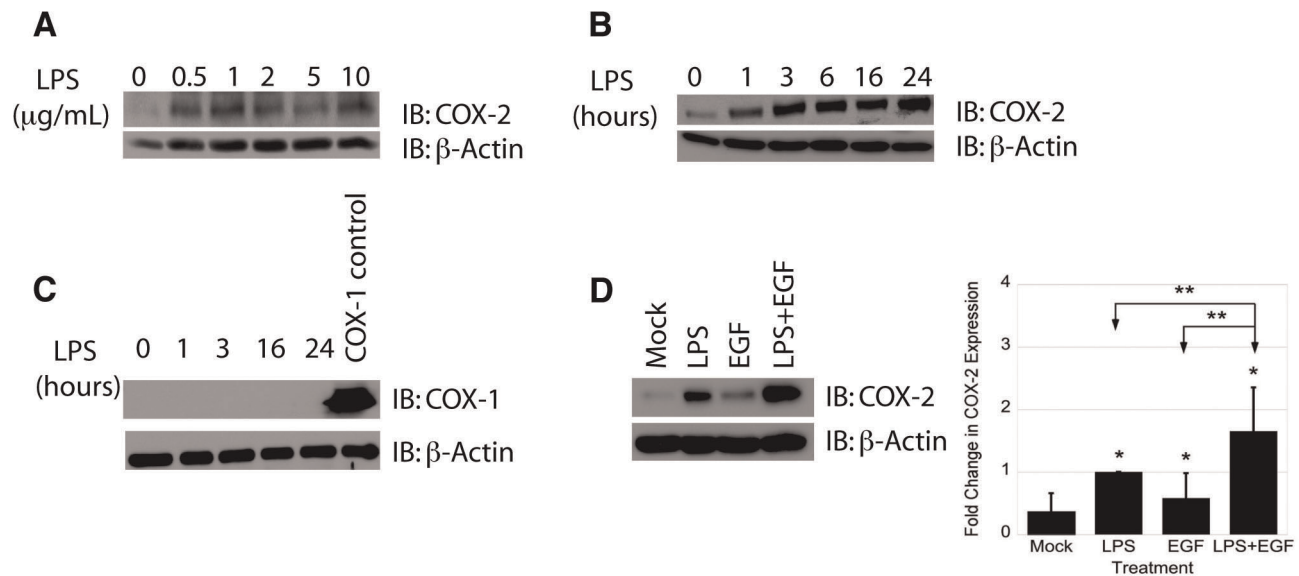 A
LPS
(μg/mL)
0 0.5 1 2 5 10
IB: COX-2
IB: β-Actin
B
LPS
(hours)
0 1 3 6 16 24
IB: COX-2
IB: β-Actin
C
LPS
(hours)
0 1 3 16 24 COX-1 control
IB: COX-1
IB: β-Actin
D
Mock LPS EGF LPS+EGF
IB: COX-2
IB: β-Actin
Fold Change in COX-2 Expression
4
3
2
1
0
**
**
* * *
Mock LPS EGF LPS+EGF
Treatment